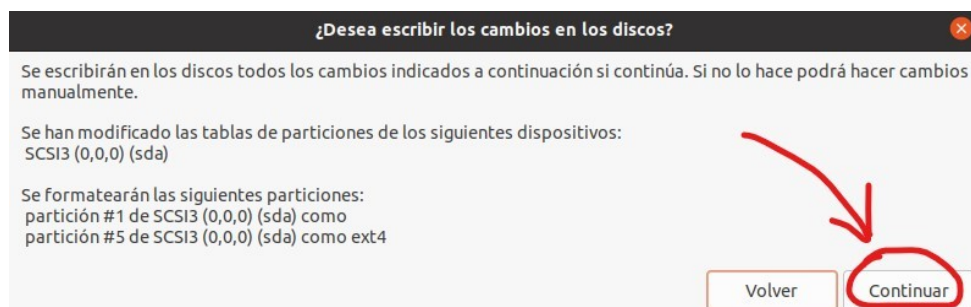 ¿Desea escribir los cambios en los discos?
Se escribirán en los discos todos los cambios indicados a continuación si continúa. Si no lo hace podrá hacer cambios
manualmente.
Se han modificado las tablas de particiones de los siguientes dispositivos:
SCSI3 (0,0,0) (sda)
Se formatearán las siguientes particiones:
partición #1 de SCSI3 (0,0,0) (sda) como
partición #5 de SCSI3 (0,0,0) (sda) como ext4
Volver Continuar